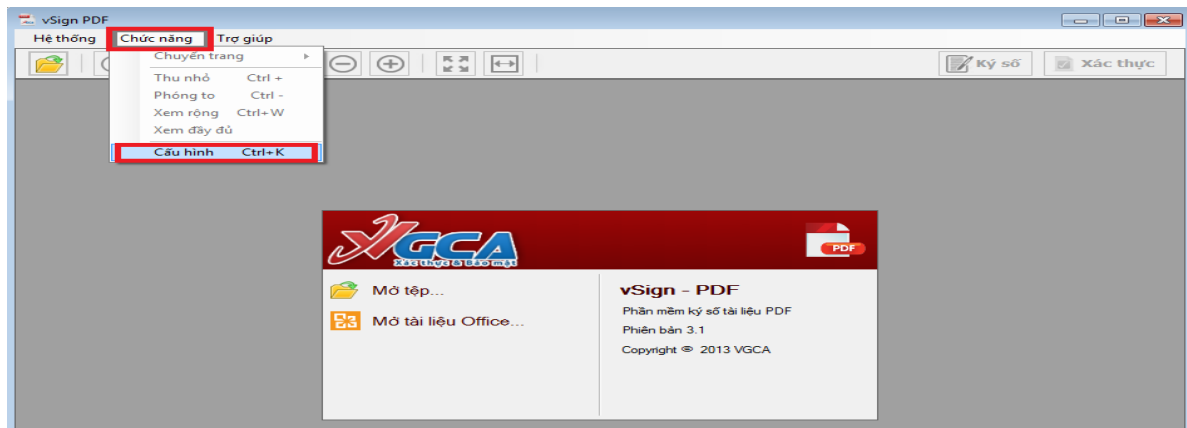 vSign PDF
Hệ thống Chức năng Trợ giúp
Chuyển trang
Ký số Xác thực
Thu nhỏ Ctrl +
Phóng to Ctrl -
Xem rộng Ctrl+W
Xem đầy đủ
Cấu hình Ctrl+K
VGCA
Xác thực & Bảo mật
PDF
Mở tệp...
Mở tài liệu Office...
vSign - PDF
Phần mềm ký số tài liệu PDF
Phiên bản 3.1
Copyright © 2013 VGCA